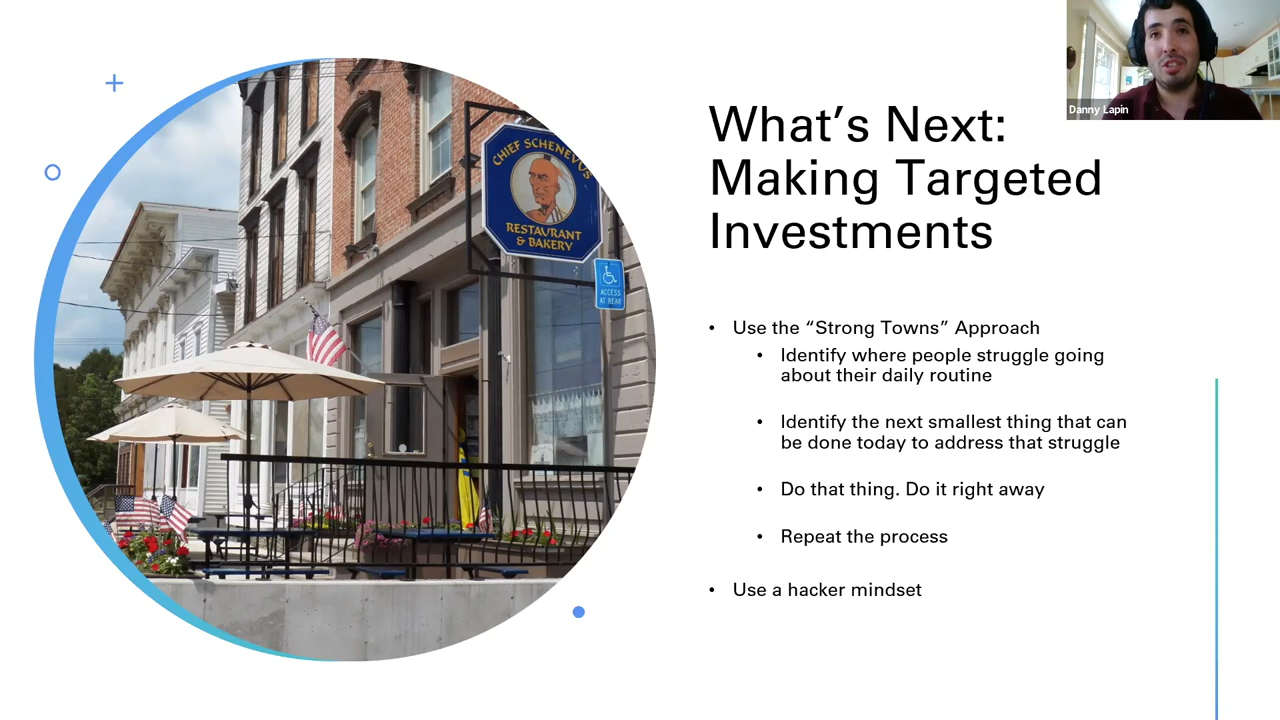 Danny Lapin
What’s Next:
Making Targeted
Investments
• Use the “Strong Towns” Approach
• Identify where people struggle going
about their daily routine
• Identify the next smallest thing that can
be done today to address that struggle
• Do that thing. Do it right away
• Repeat the process
• Use a hacker mindset
CHIEF SCHENEVUS
RESTAURANT
& BAKERY
ACCESS
AT REAR